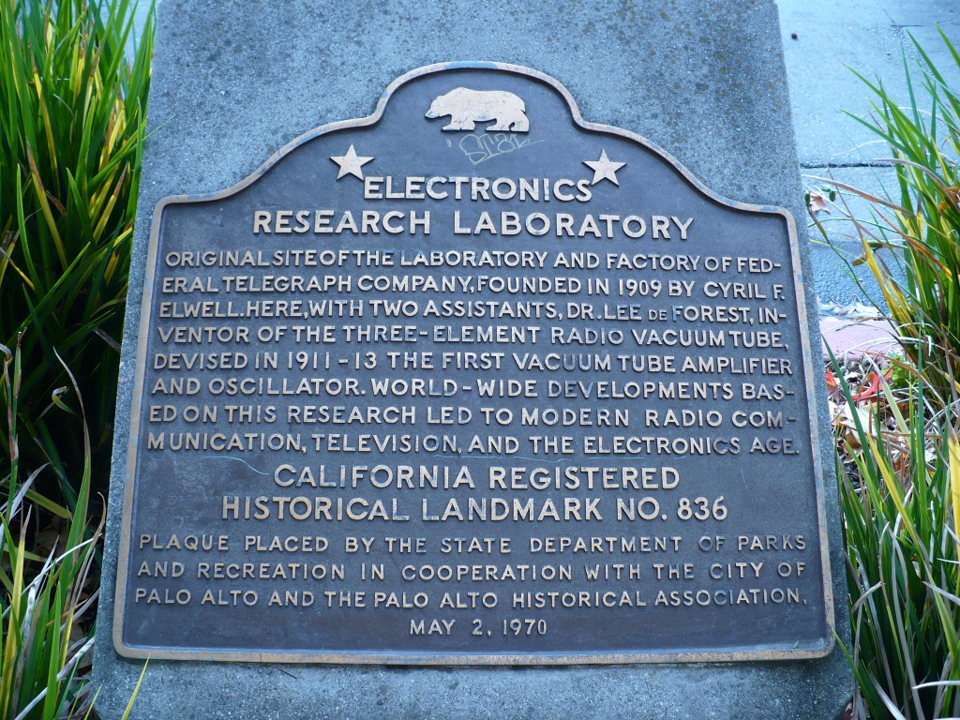 ELECTRONICS
RESEARCH LABORATORY
ORIGINAL SITE OF THE LABORATORY AND FACTORY OF FED-
ERAL TELEGRAPH COMPANY, FOUNDED IN 1909 BY CYRIL F.
ELWELL. HERE, WITH TWO ASSISTANTS, DR. LEE DE FOREST, IN-
VENTOR OF THE THREE-ELEMENT RADIO VACUUM TUBE,
DEVISED IN 1911-13 THE FIRST VACUUM TUBE AMPLIFIER
AND OSCILLATOR. WORLD-WIDE DEVELOPMENTS BAS-
ED ON THIS RESEARCH LED TO MODERN RADIO COM-
MUNICATION, TELEVISION, AND THE ELECTRONICS AGE.
CALIFORNIA REGISTERED
HISTORICAL LANDMARK NO. 836
PLAQUE PLACED BY THE STATE DEPARTMENT OF PARKS
AND RECREATION IN COOPERATION WITH THE CITY OF
PALO ALTO AND THE PALO ALTO HISTORICAL ASSOCIATION,
MAY 2, 1970